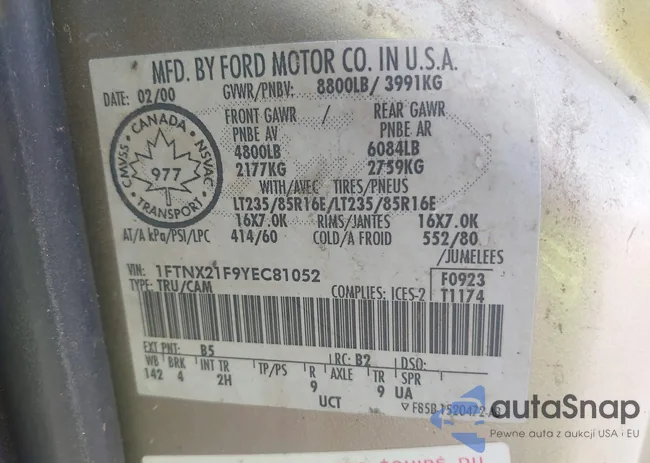 MFD. BY FORD MOTOR CO. IN U.S.A.
DATE: 02/00 GVWR/PNBV: 8800LB/ 3991KG
FRONT GAWR / REAR GAWR
PNBE AV PNBE AR
4800LB 6084LB
2177KG 2759KG
CANADA
CMVSS NSVAC
977
TRANSPORT
WITH/AVEC TIRES/PNEUS
LT235/85R16E/LT235/85R16E
16X7.0K RIMS/JANTES 16X7.0K
AT/A kPa/PSI/LPC 414/60 COLD/A FROID 552/80
/JUMELEES
VIN: 1FTNX21F9YEC81052 F0923
TYPE: TRU/CAM COMPLIES: ICES-2 T1174
EXT PNT: B5 RC: B2 DSO:
WB BRK INT TR TP/PS R AXLE TR SPR
142 4 2H 9 9 UA
UCT
autoSnap
Pewne auta z aukcji USA i EU